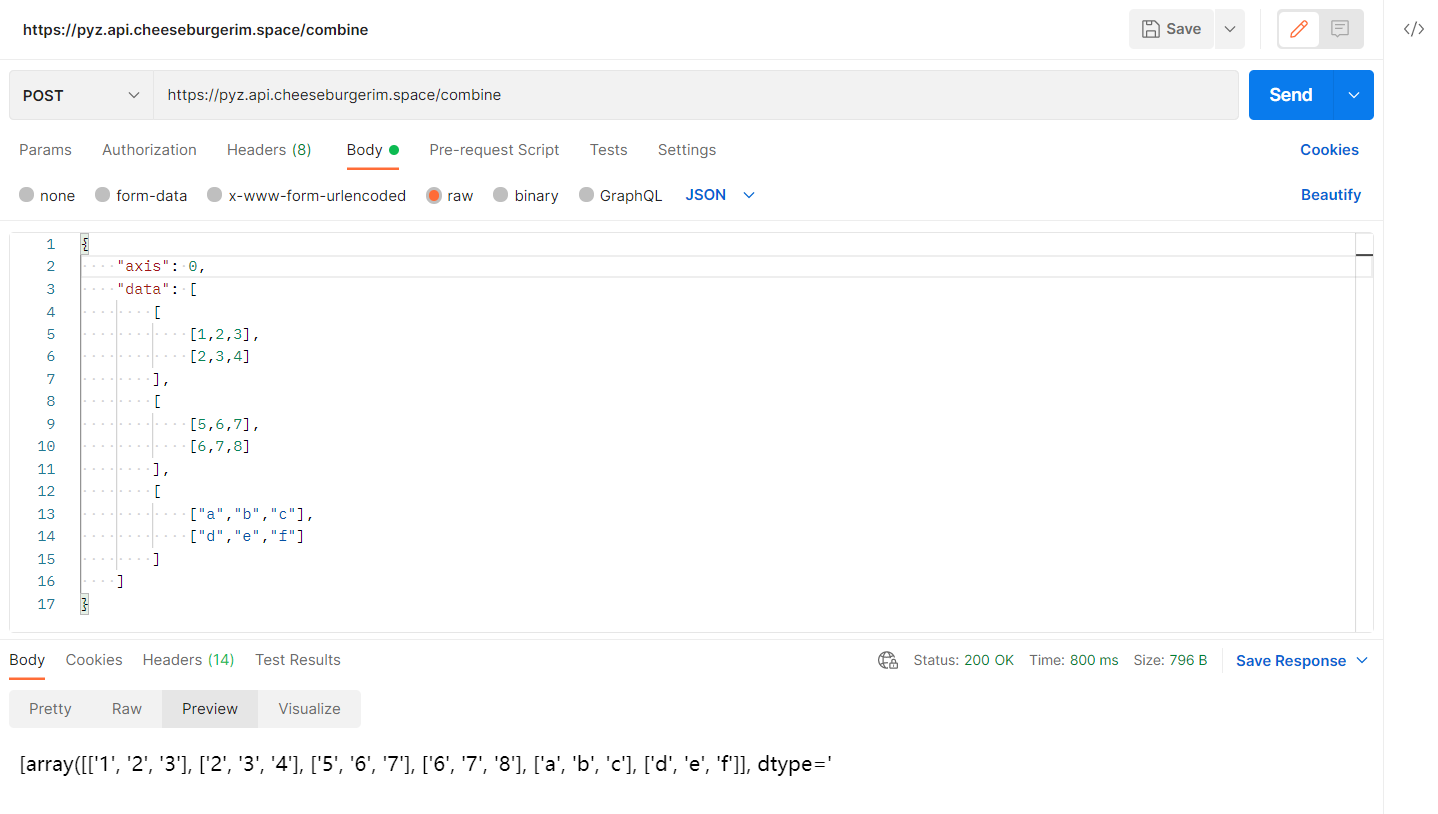 https://pyz.api.cheeseburgerim.space/combine
Save
</>
POST
https://pyz.api.cheeseburgerim.space/combine
Send
Params Authorization Headers (8) Body Pre-request Script Tests Settings Cookies
none form-data x-www-form-urlencoded raw binary GraphQL JSON Beautify
1 {
2 "axis": 0,
3 "data": [
4 [
5 [1,2,3],
6 [2,3,4]
7 ],
8 [
9 [5,6,7],
10 [6,7,8]
11 ],
12 [
13 ["a","b","c"],
14 ["d","e","f"]
15 ]
16 ]
17 }
Body Cookies Headers (14) Test Results Status: 200 OK Time: 800 ms Size: 796 B Save Response
Pretty Raw Preview Visualize
[array([['1', '2', '3'], ['2', '3', '4'], ['5', '6', '7'], ['6', '7', '8'], ['a', 'b', 'c'], ['d', 'e', 'f']], dtype='